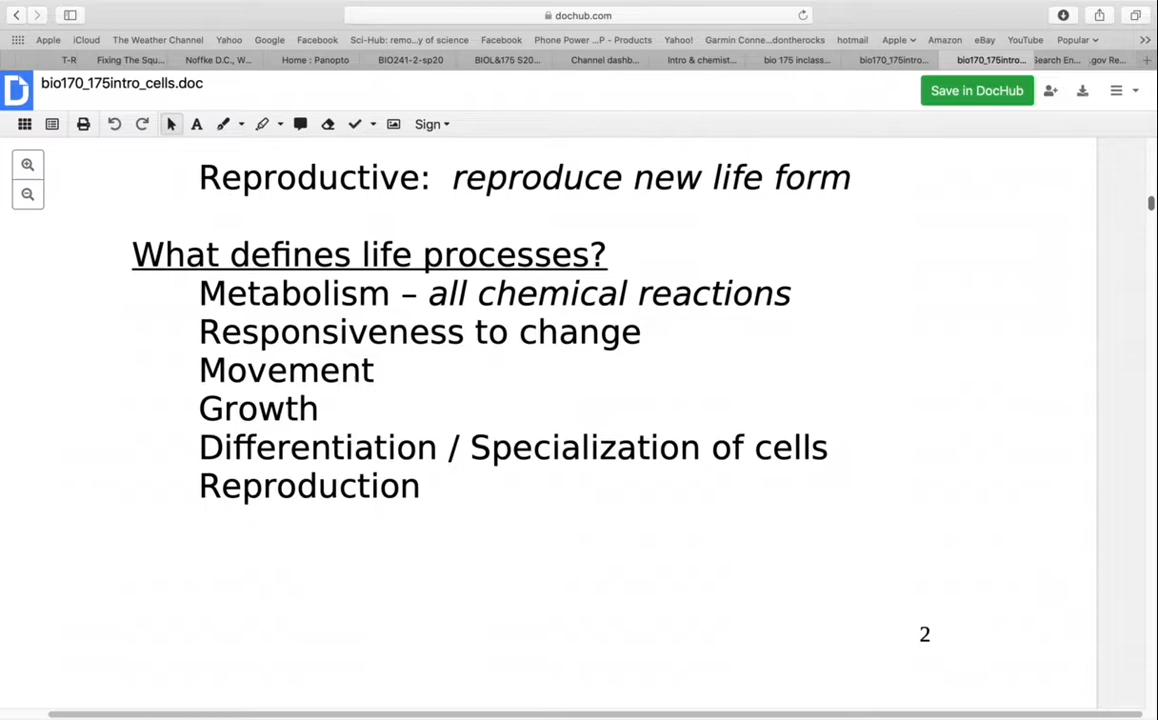 dochub.com
Apple iCloud The Weather Channel Yahoo Google Facebook Sci-Hub: remo...y of science Facebook Phone Power ...P - Products Yahoo! Garmin Conne...dontherocks hotmail Apple Amazon eBay YouTube Popular
T-R Fixing The Squ... Noffke D.C., W... Home : Panopto BIO241-2-sp20 BIOL&175 S20... Channel dashb... Intro & chemist... bio 175 inclass... bio170_175intro... bio170_175intro... Search En... .gov Re...
bio170_175intro_cells.doc
Save in DocHub
Sign
Reproductive: reproduce new life form
What defines life processes?
Metabolism – all chemical reactions
Responsiveness to change
Movement
Growth
Differentiation / Specialization of cells
Reproduction
2